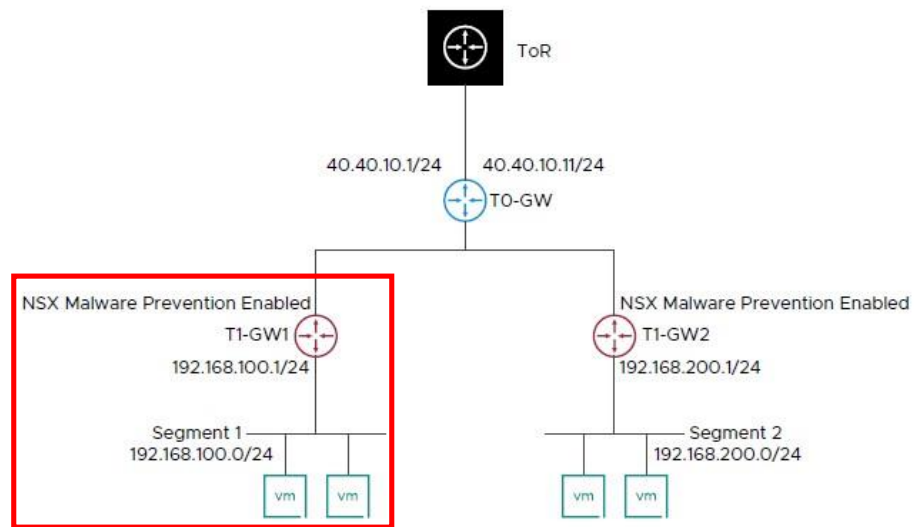 ToR
40.40.10.1/24 40.40.10.11/24
T0-GW
NSX Malware Prevention Enabled
T1-GW1
192.168.100.1/24
Segment 1
192.168.100.0/24
vm vm
NSX Malware Prevention Enabled
T1-GW2
192.168.200.1/24
Segment 2
192.168.200.0/24
vm vm